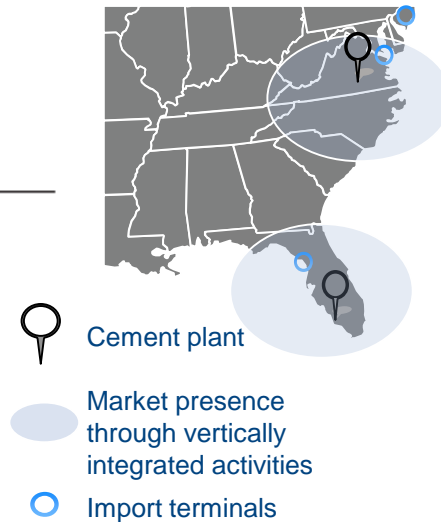 Cement plant
Market presence
through vertically
integrated activities
Import terminals